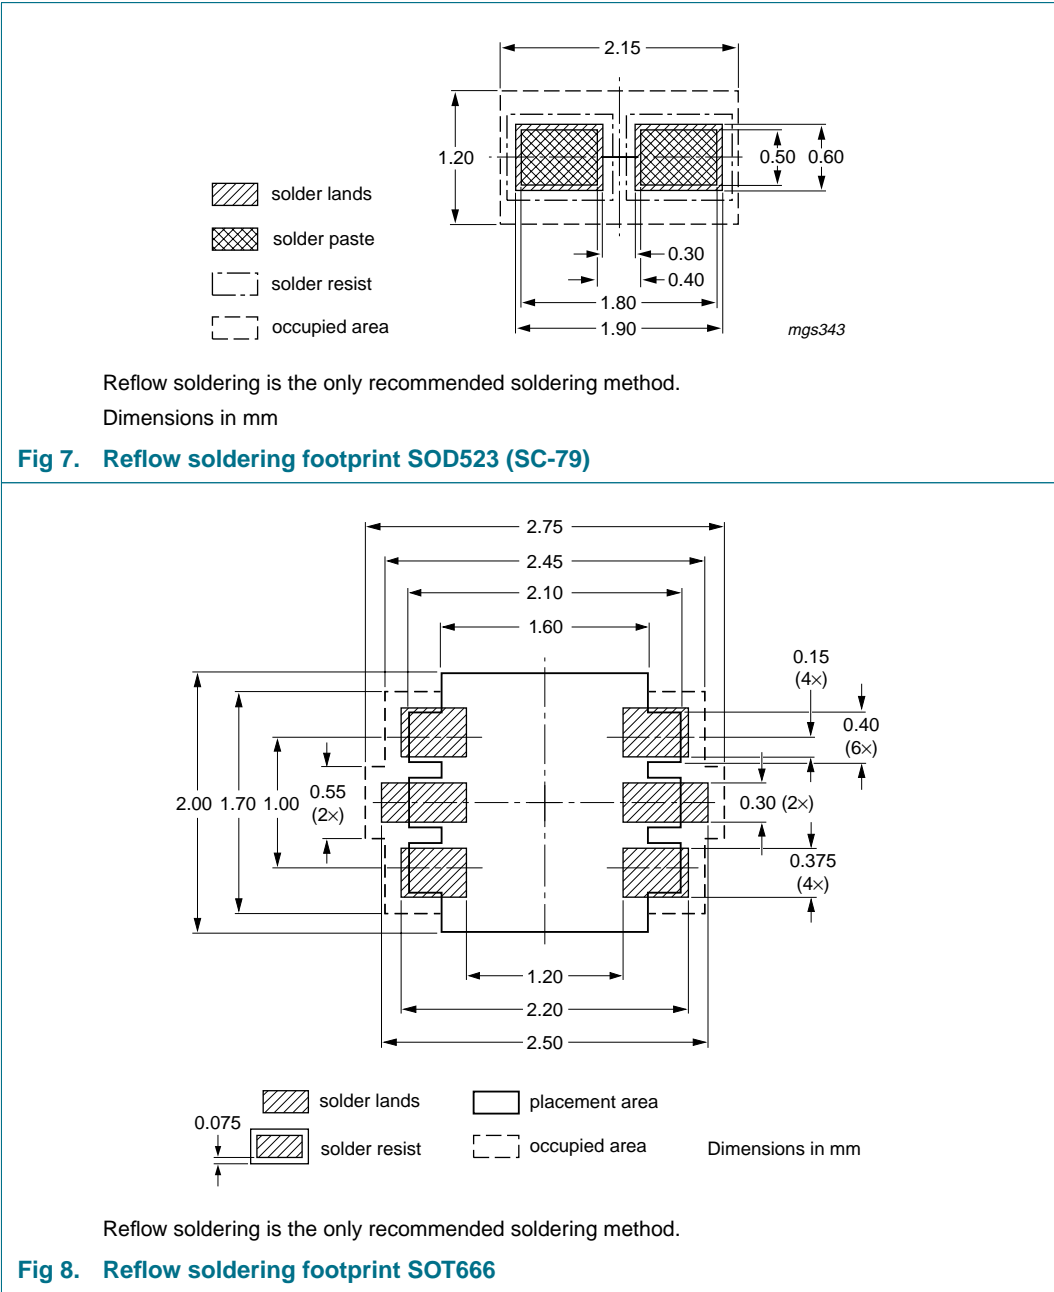 2.15
1.20
0.50 0.60
solder lands
solder paste
0.30
solder resist
0.40
1.80
occupied area
1.90
mgs343
Reflow soldering is the only recommended soldering method.
Dimensions in mm
Fig 7. Reflow soldering footprint SOD523 (SC-79)
2.75
2.45
2.10
1.60
0.15
(4×)
0.40
(6×)
0.55
(2×)
2.00 1.70 1.00
0.30 (2×)
0.375
(4×)
1.20
2.20
2.50
solder lands
placement area
0.075
solder resist
occupied area
Dimensions in mm
Reflow soldering is the only recommended soldering method.
Fig 8. Reflow soldering footprint SOT666